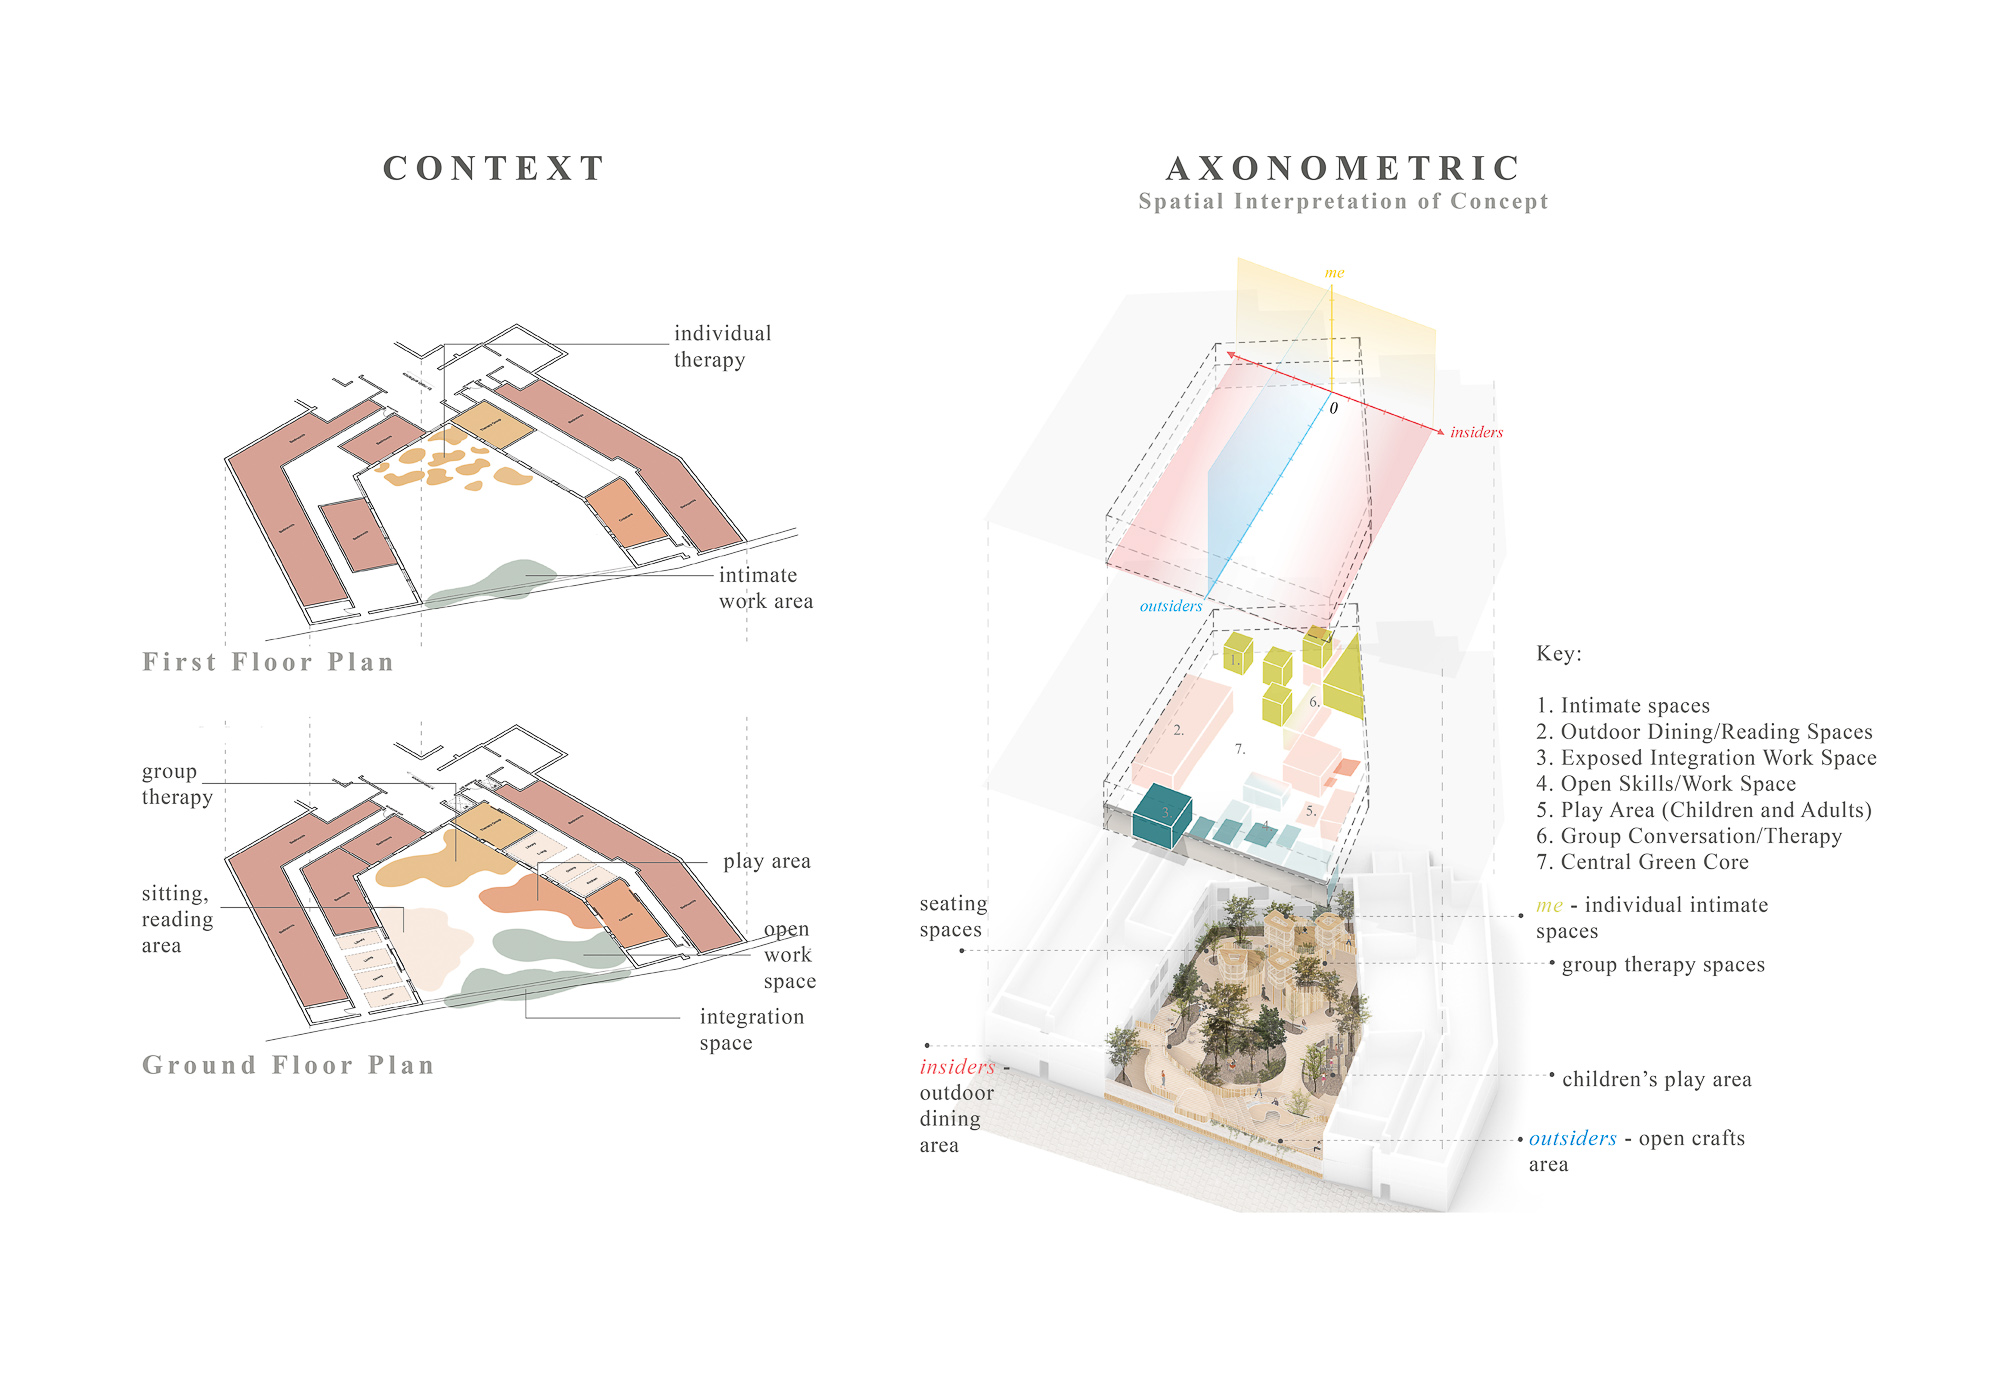 CONTEXT
individual
therapy
intimate
work area
First Floor Plan
group
therapy
play area
sitting,
reading
area
open
work
space
integration
space
Ground Floor Plan
AXONOMETRIC
Spatial Interpretation of Concept
me
0
insiders
outsiders
1.
6.
2.
7.
3.
4.
5.
Key:
1. Intimate spaces
2. Outdoor Dining/Reading Spaces
3. Exposed Integration Work Space
4. Open Skills/Work Space
5. Play Area (Children and Adults)
6. Group Conversation/Therapy
7. Central Green Core
seating
spaces
me - individual intimate
spaces
group therapy spaces
insiders -
outdoor
dining
area
children's play area
outsiders - open crafts
area